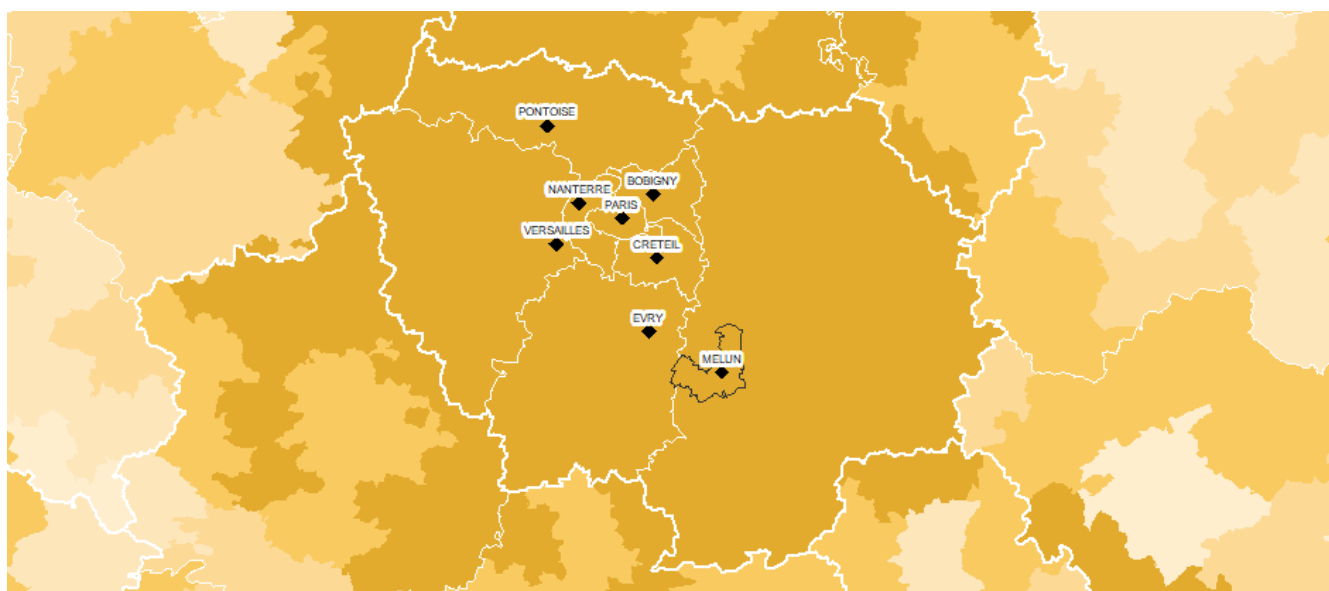 PONTOISE
BOBIGNY
NANTERRE
PARIS
VERSAILLES
CRETEIL
EVRY
MELUN